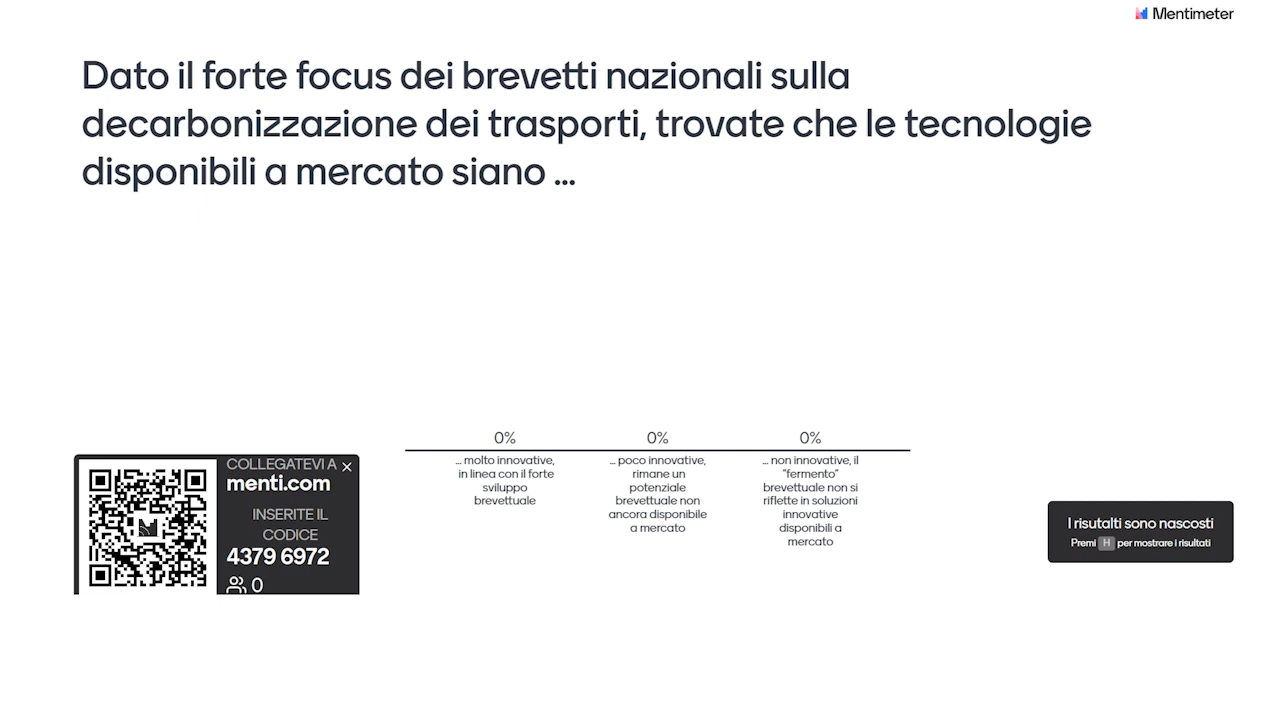 Mentimeter
Dato il forte focus dei brevetti nazionali sulla
decarbonizzazione dei trasporti, trovate che le tecnologie
disponibili a mercato siano ...
0%
0%
0%
... molto innovative,
in linea con il forte
sviluppo
brevettuale
... poco innovative,
rimane un
potenziale
brevettuale non
ancora disponibile
a mercato
... non innovative, il
"fermento"
brevettuale non si
riflette in soluzioni
innovative
disponibili a
mercato
COLLEGATEVI A
menti.com
INSERITE IL
CODICE
4379 6972
0
I risutalti sono nascosti
Premi H per mostrare i risultati